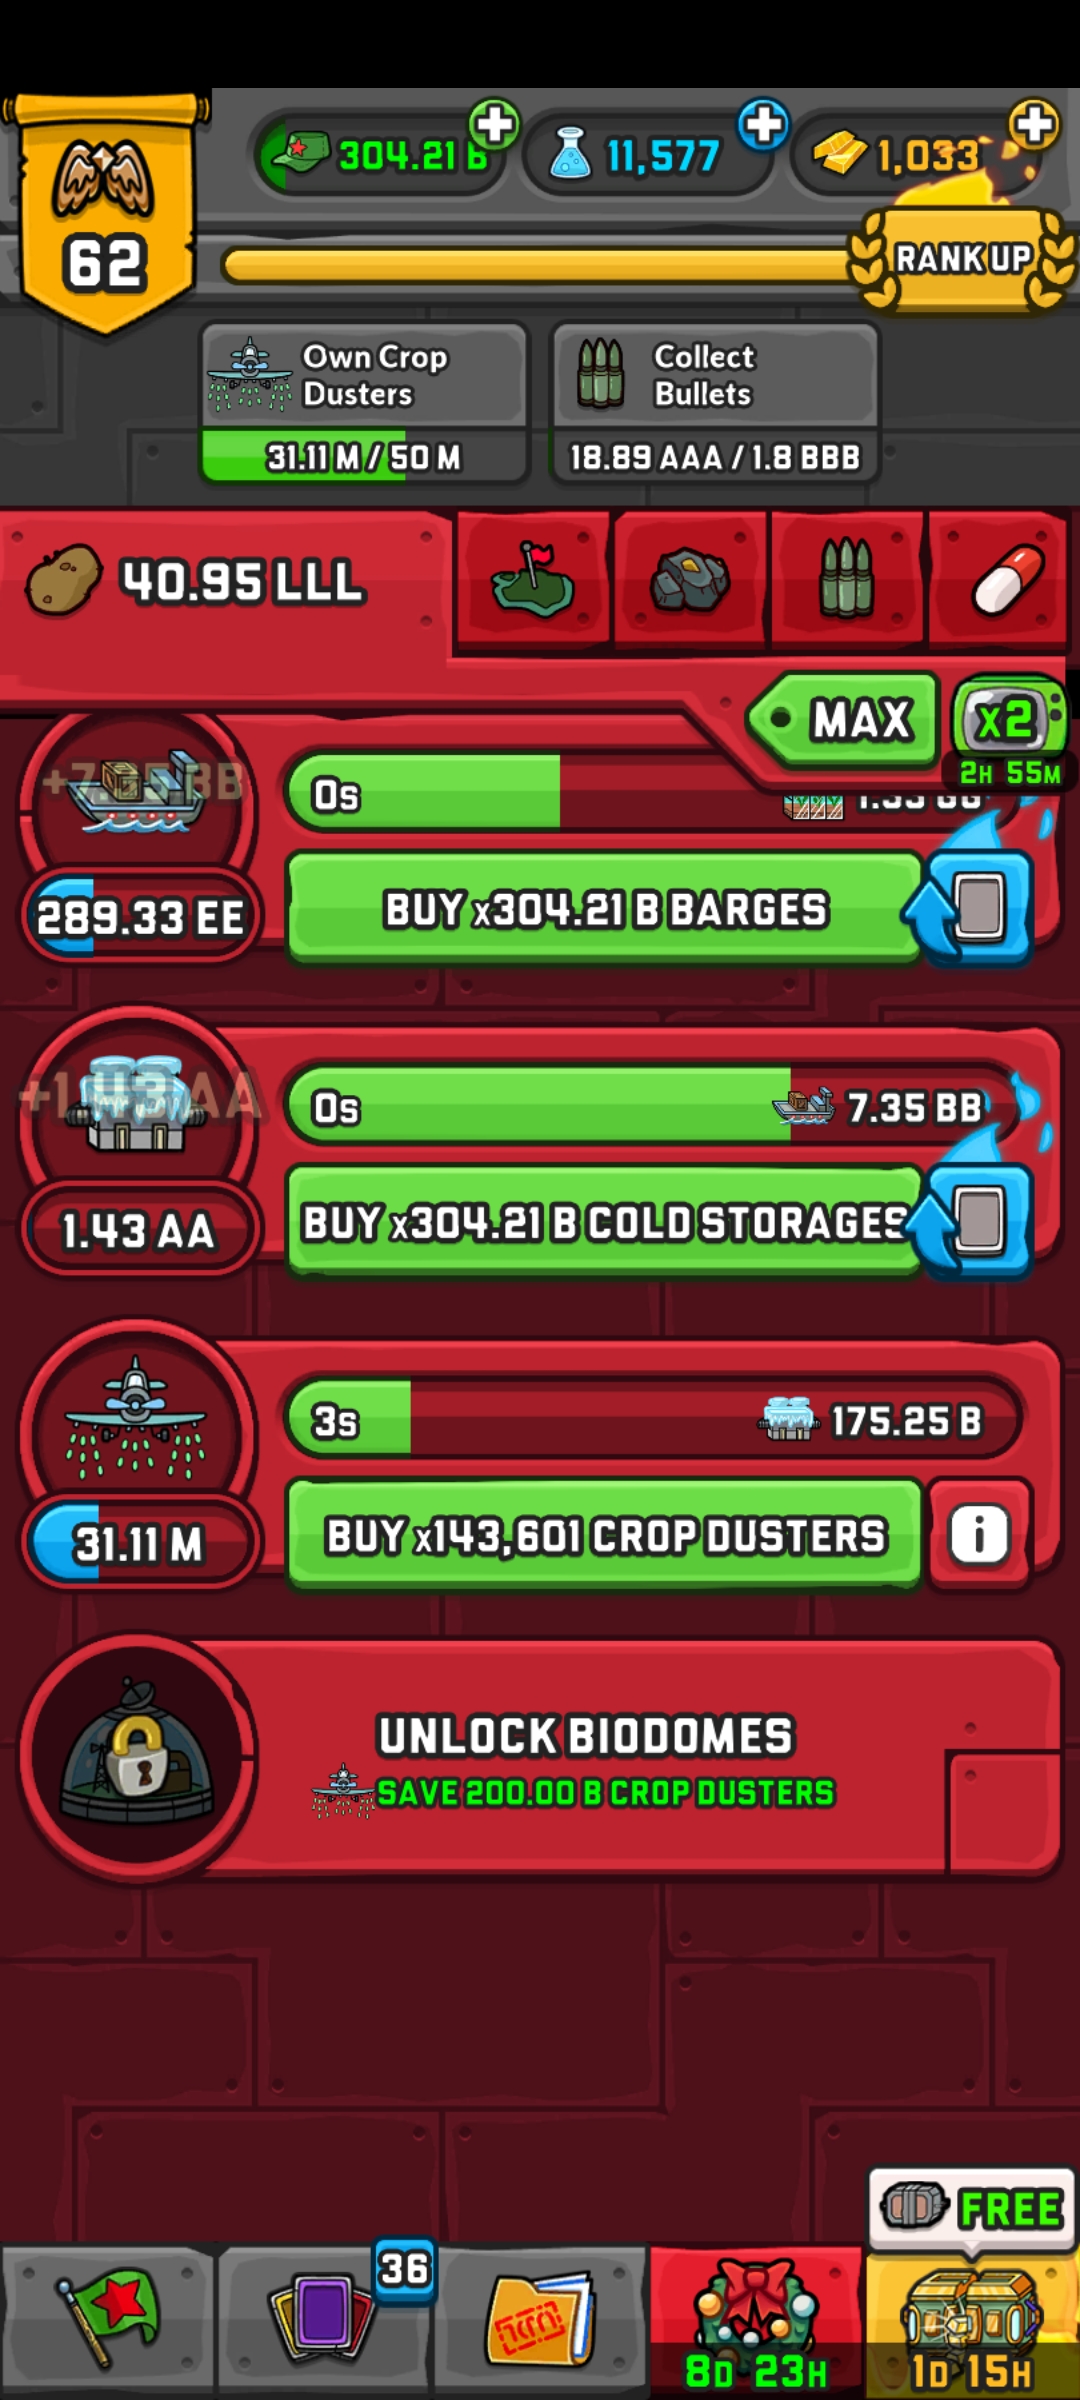 304.21 B
11,577
1,033
62
RANK UP
Own Crop
Dusters
31.11 M / 50 M
Collect
Bullets
18.89 AAA / 1.8 BBB
40.95 LLL
MAX
x2
2H 55M
0s
289.33 EE
BUY x304.21 B BARGES
+1.43 AA
0s
7.35 BB
1.43 AA
BUY x304.21 B COLD STORAGES
3s
175.25 B
31.11 M
BUY x143,601 CROP DUSTERS
i
UNLOCK BIODOMES
SAVE 200.00 B CROP DUSTERS
FREE
36
8D 23H
1D 15H